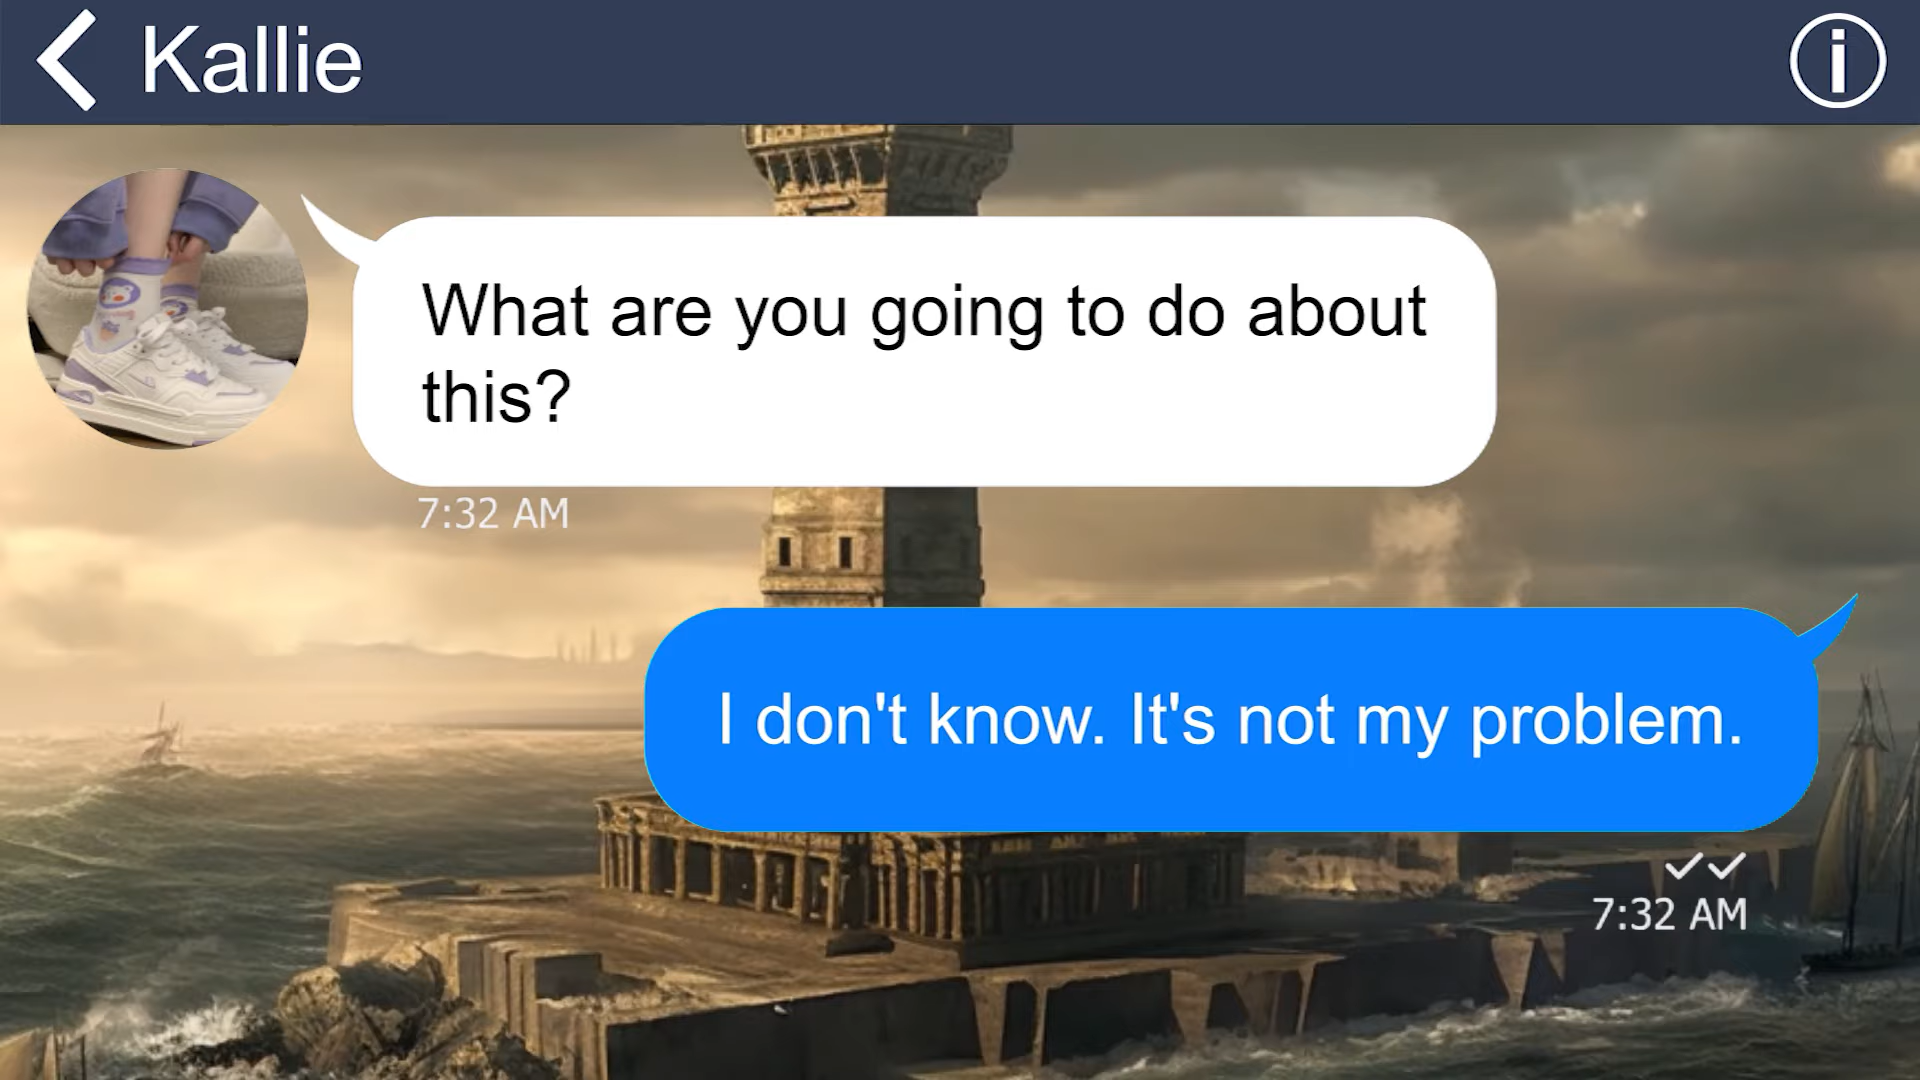 Kallie
What are you going to do about
this?
7:32 AM
I don't know. It's not my problem.
7:32 AM